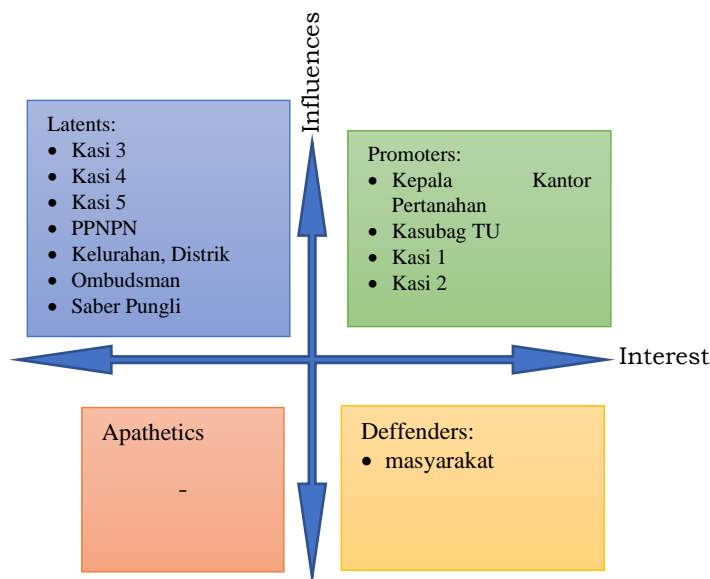 Influences
Latents:
• Kasi 3
• Kasi 4
• Kasi 5
• PPNPN
• Kelurahan, Distrik
• Ombudsman
• Saber Pungli
Promoters:
• Kepala Kantor
Pertanahan
• Kasubag TU
• Kasi 1
• Kasi 2
Interest
Apathetics
-
Deffenders:
• masyarakat